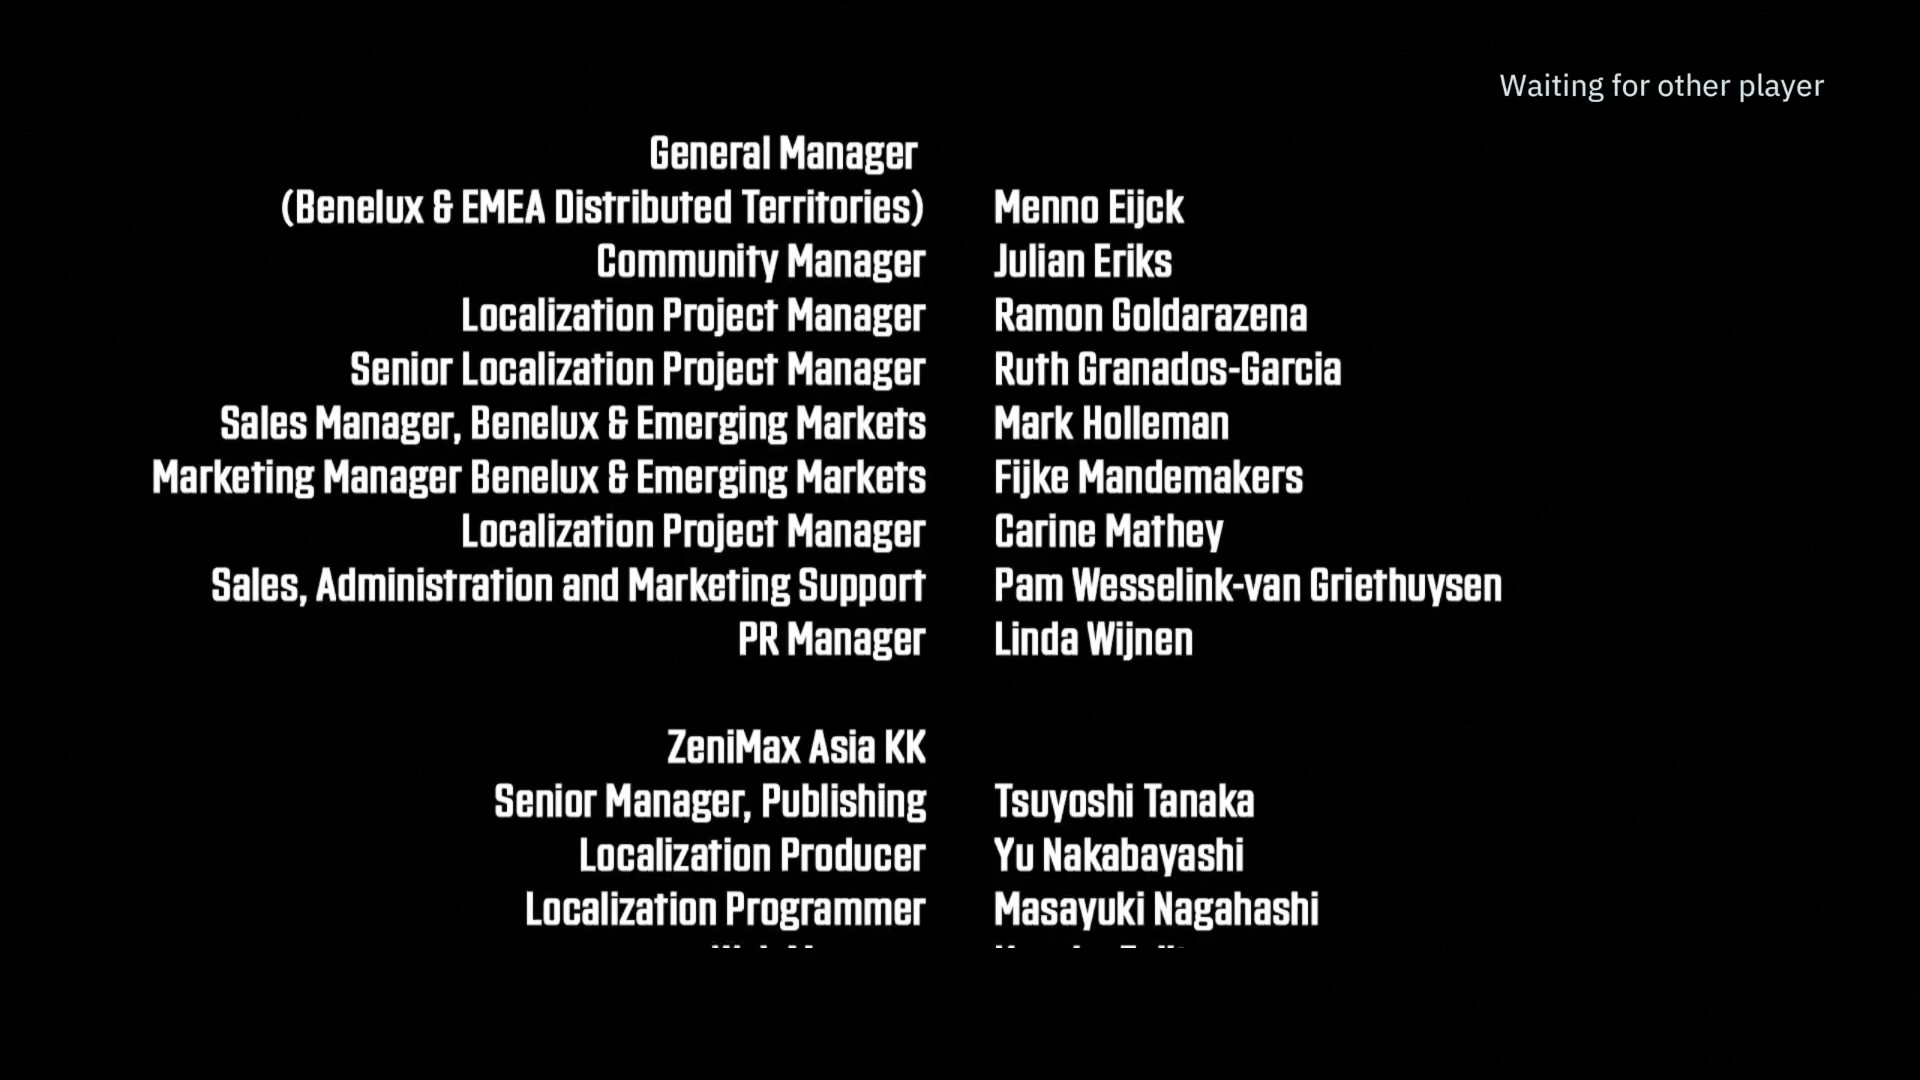 Waiting for other player
General Manager
(Benelux & EMEA Distributed Territories) Menno Eijck
Community Manager Julian Eriks
Localization Project Manager Ramon Goldarazena
Senior Localization Project Manager Ruth Granados-Garcia
Sales Manager, Benelux & Emerging Markets Mark Holleman
Marketing Manager Benelux & Emerging Markets Fijke Mandemakers
Localization Project Manager Carine Mathey
Sales, Administration and Marketing Support Pam Wesselink-van Griethuysen
PR Manager Linda Wijnen
ZeniMax Asia KK
Senior Manager, Publishing Tsuyoshi Tanaka
Localization Producer Yu Nakabayashi
Localization Programmer Masayuki Nagahashi